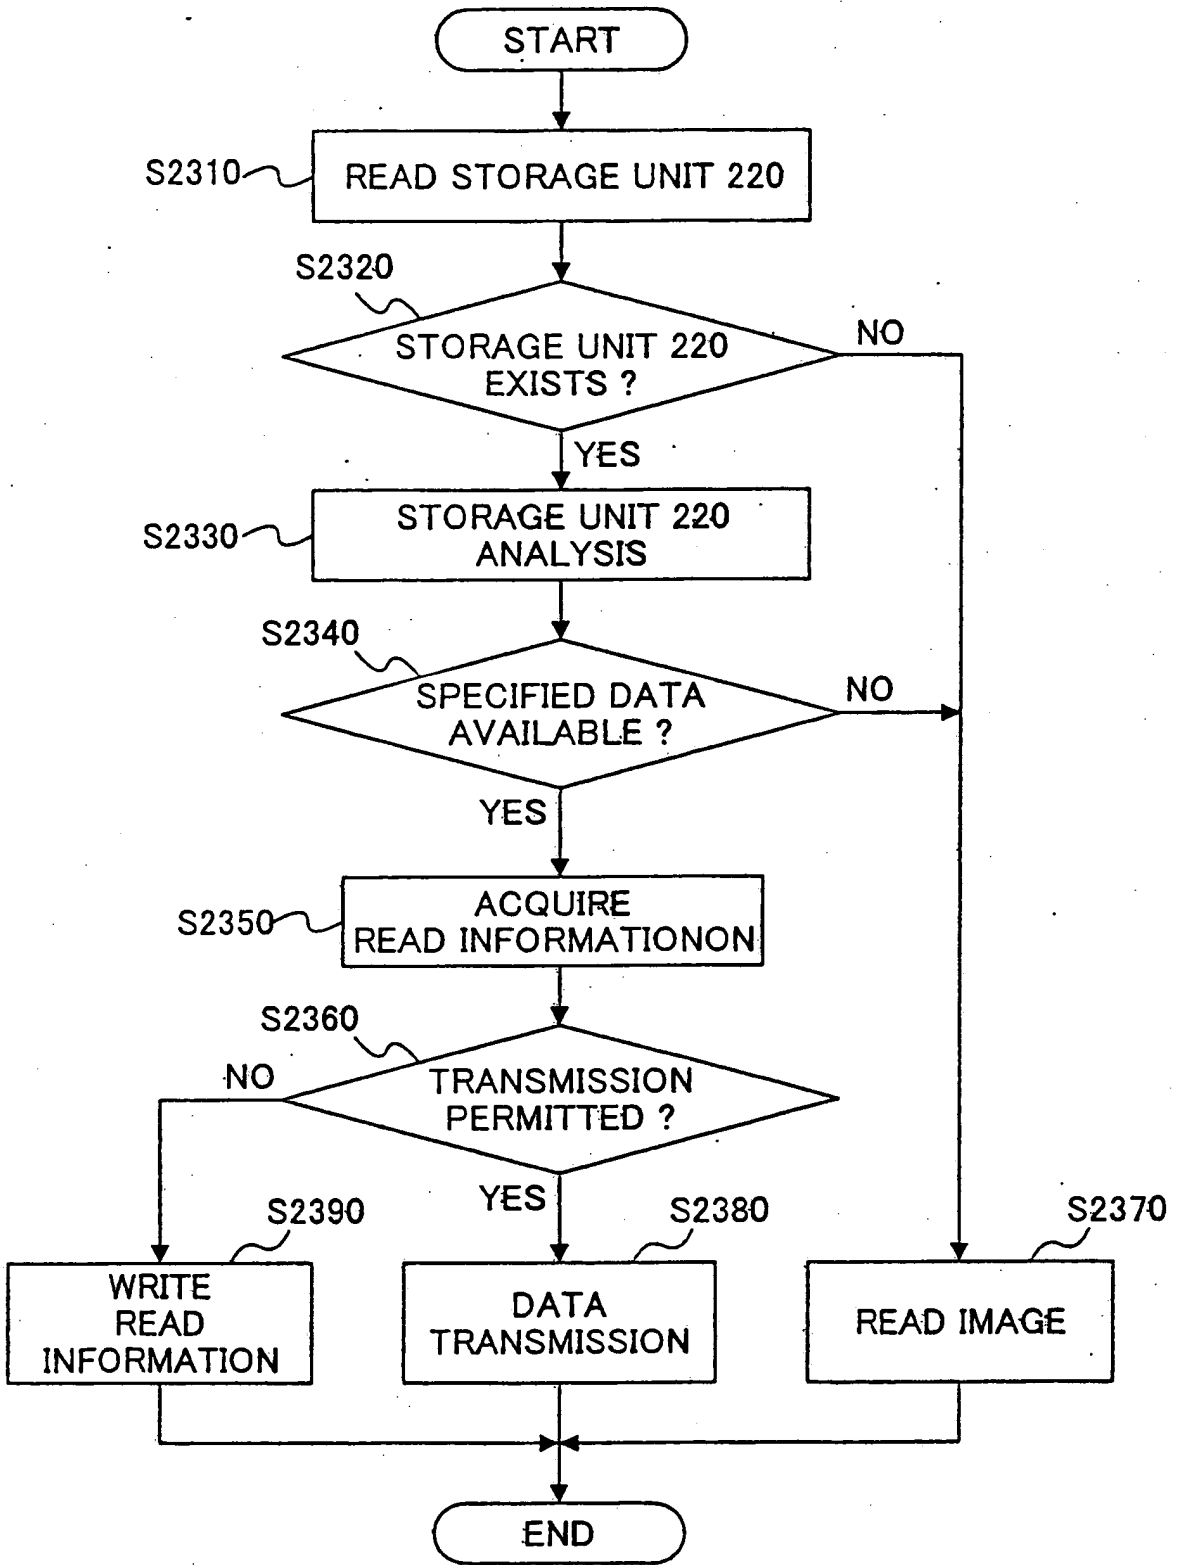 START
S2310
READ STORAGE UNIT 220
S2320
STORAGE UNIT 220
EXISTS ?
NO
YES
S2330
STORAGE UNIT 220
ANALYSIS
S2340
SPECIFIED DATA
AVAILABLE ?
NO
YES
S2350
ACQUIRE
READ INFORMATIONON
S2360
TRANSMISSION
PERMITTED ?
NO
YES
S2390
WRITE
READ
INFORMATION
S2380
DATA
TRANSMISSION
S2370
READ IMAGE
END